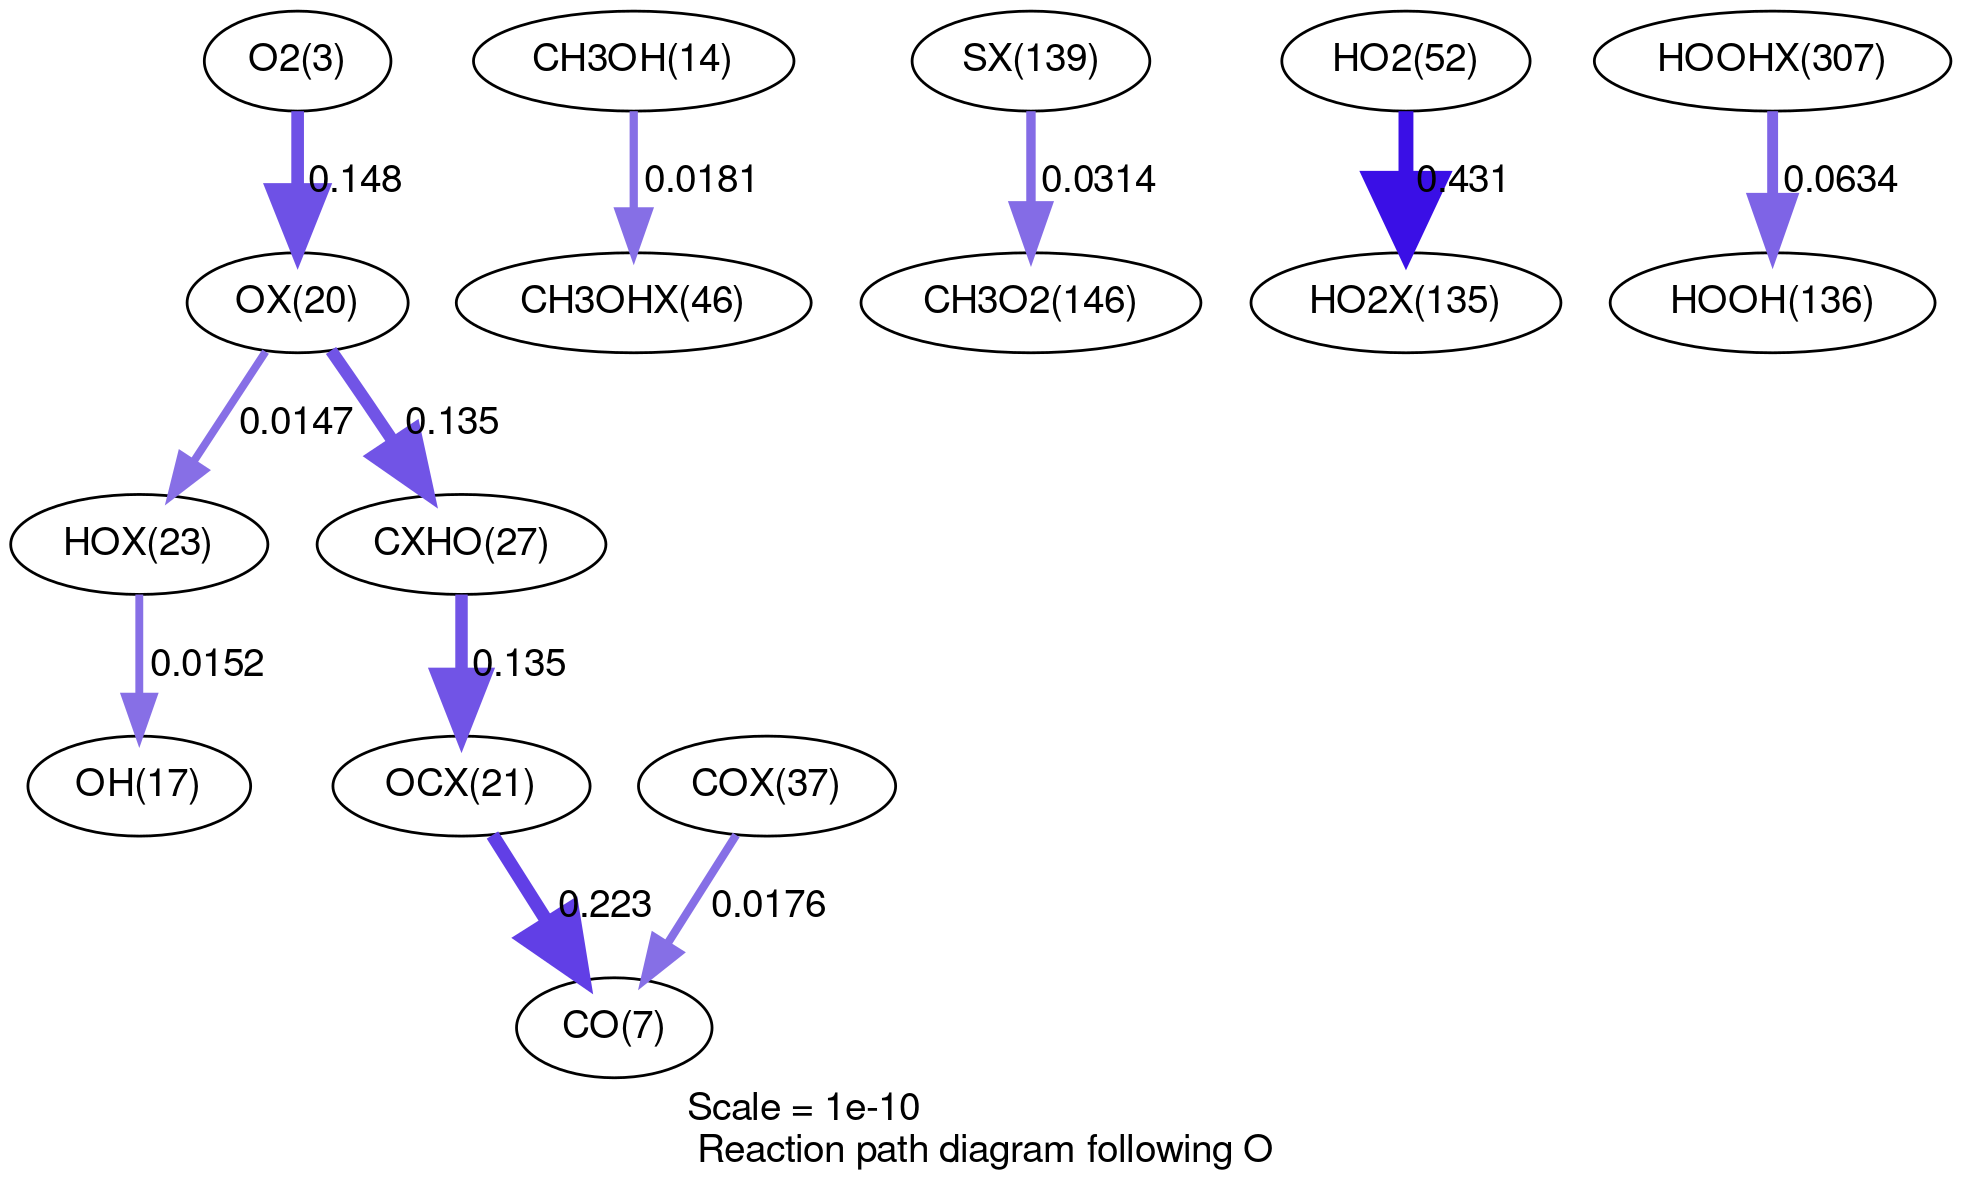 O2(3)
CH3OH(14)
SX(139)
HO2(52)
HOOHX(307)
0.148
0.0181
0.0314
0.431
0.0634
OX(20)
CH3OHX(46)
CH3O2(146)
HO2X(135)
HOOH(136)
0.0147
0.135
HOX(23)
CXHO(27)
0.0152
0.135
OH(17)
OCX(21)
COX(37)
0.223
0.0176
CO(7)
Scale = 1e-10
Reaction path diagram following O